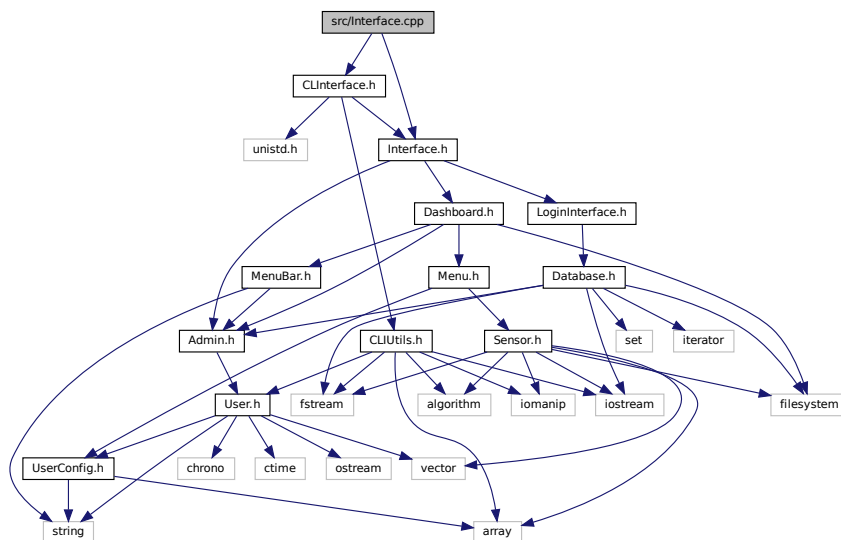 src/Interface.cpp
CLInterface.h
unistd.h
Interface.h
Dashboard.h
LoginInterface.h
MenuBar.h
Menu.h
Database.h
Admin.h
CLIUtils.h
Sensor.h
set
iterator
User.h
fstream
algorithm
iomanip
iostream
filesystem
UserConfig.h
chrono
ctime
ostream
vector
string
array